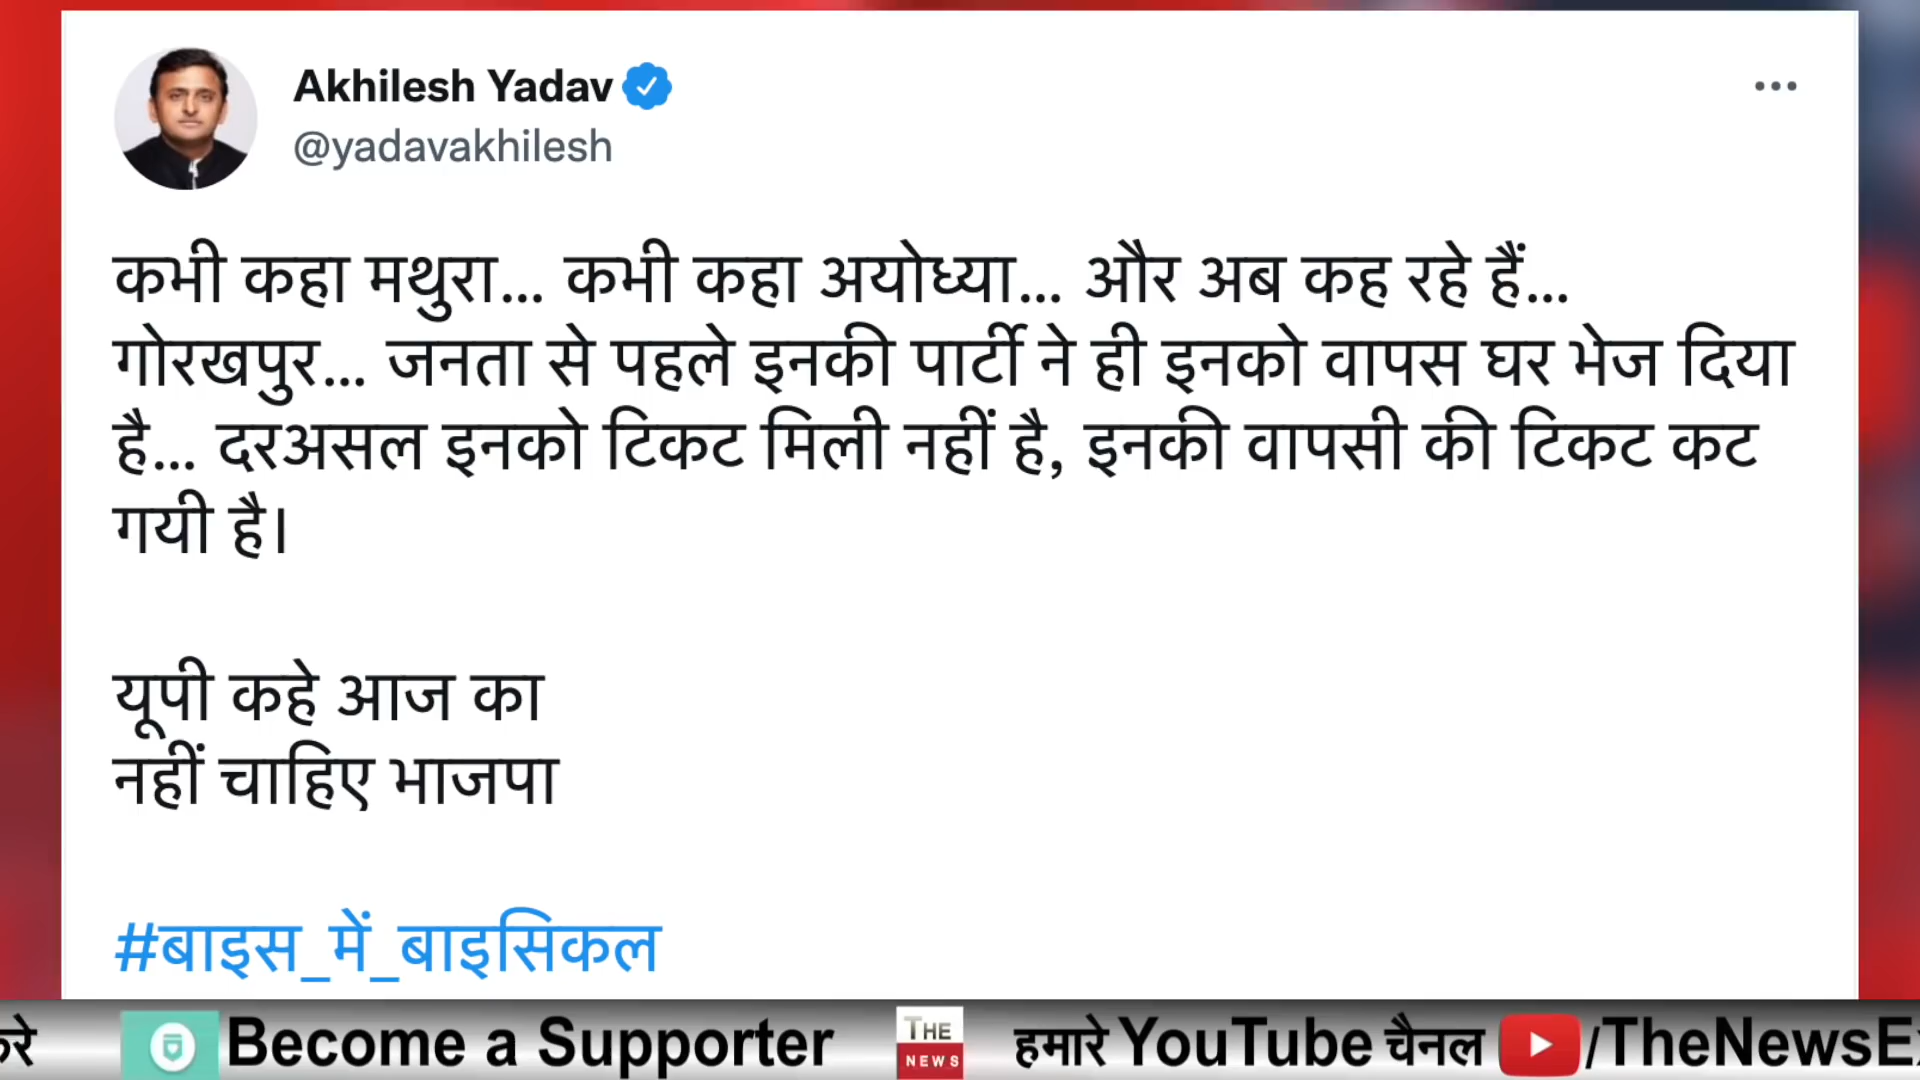 Akhilesh Yadav
@yadavakhilesh
कभी कहा मथुरा... कभी कहा अयोध्या... और अब कह रहे हैं...
गोरखपुर... जनता से पहले इनकी पार्टी ने ही इनको वापस घर भेज दिया
है... दरअसल इनको टिकट मिली नहीं है, इनकी वापसी की टिकट कट
गयी है।
यूपी कहे आज का
नहीं चाहिए भाजपा
#बाइस_में_बाइसिकल
Become a Supporter THE NEWS हमारे YouTube चैनल /TheNewsE